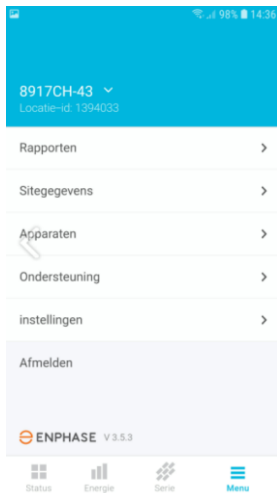 98% 14:36
8917CH-43
Locatie-id: 1394033
Rapporten
Sitegegevens
Apparaten
Ondersteuning
instellingen
Afmelden
ENPHASE V 3.5.3
Status Energie Serie Menu